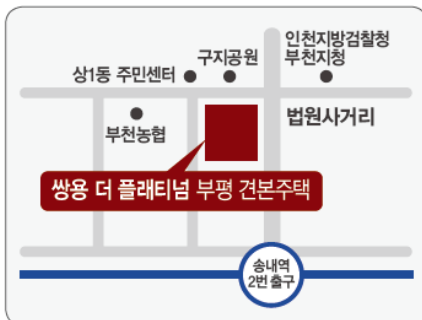 인천지방검찰청
부천지청
구지공원
상1동 주민센터
법원사거리
부천농협
쌍용 더 플래티넘 부평 견본주택
송내역
2번 출구